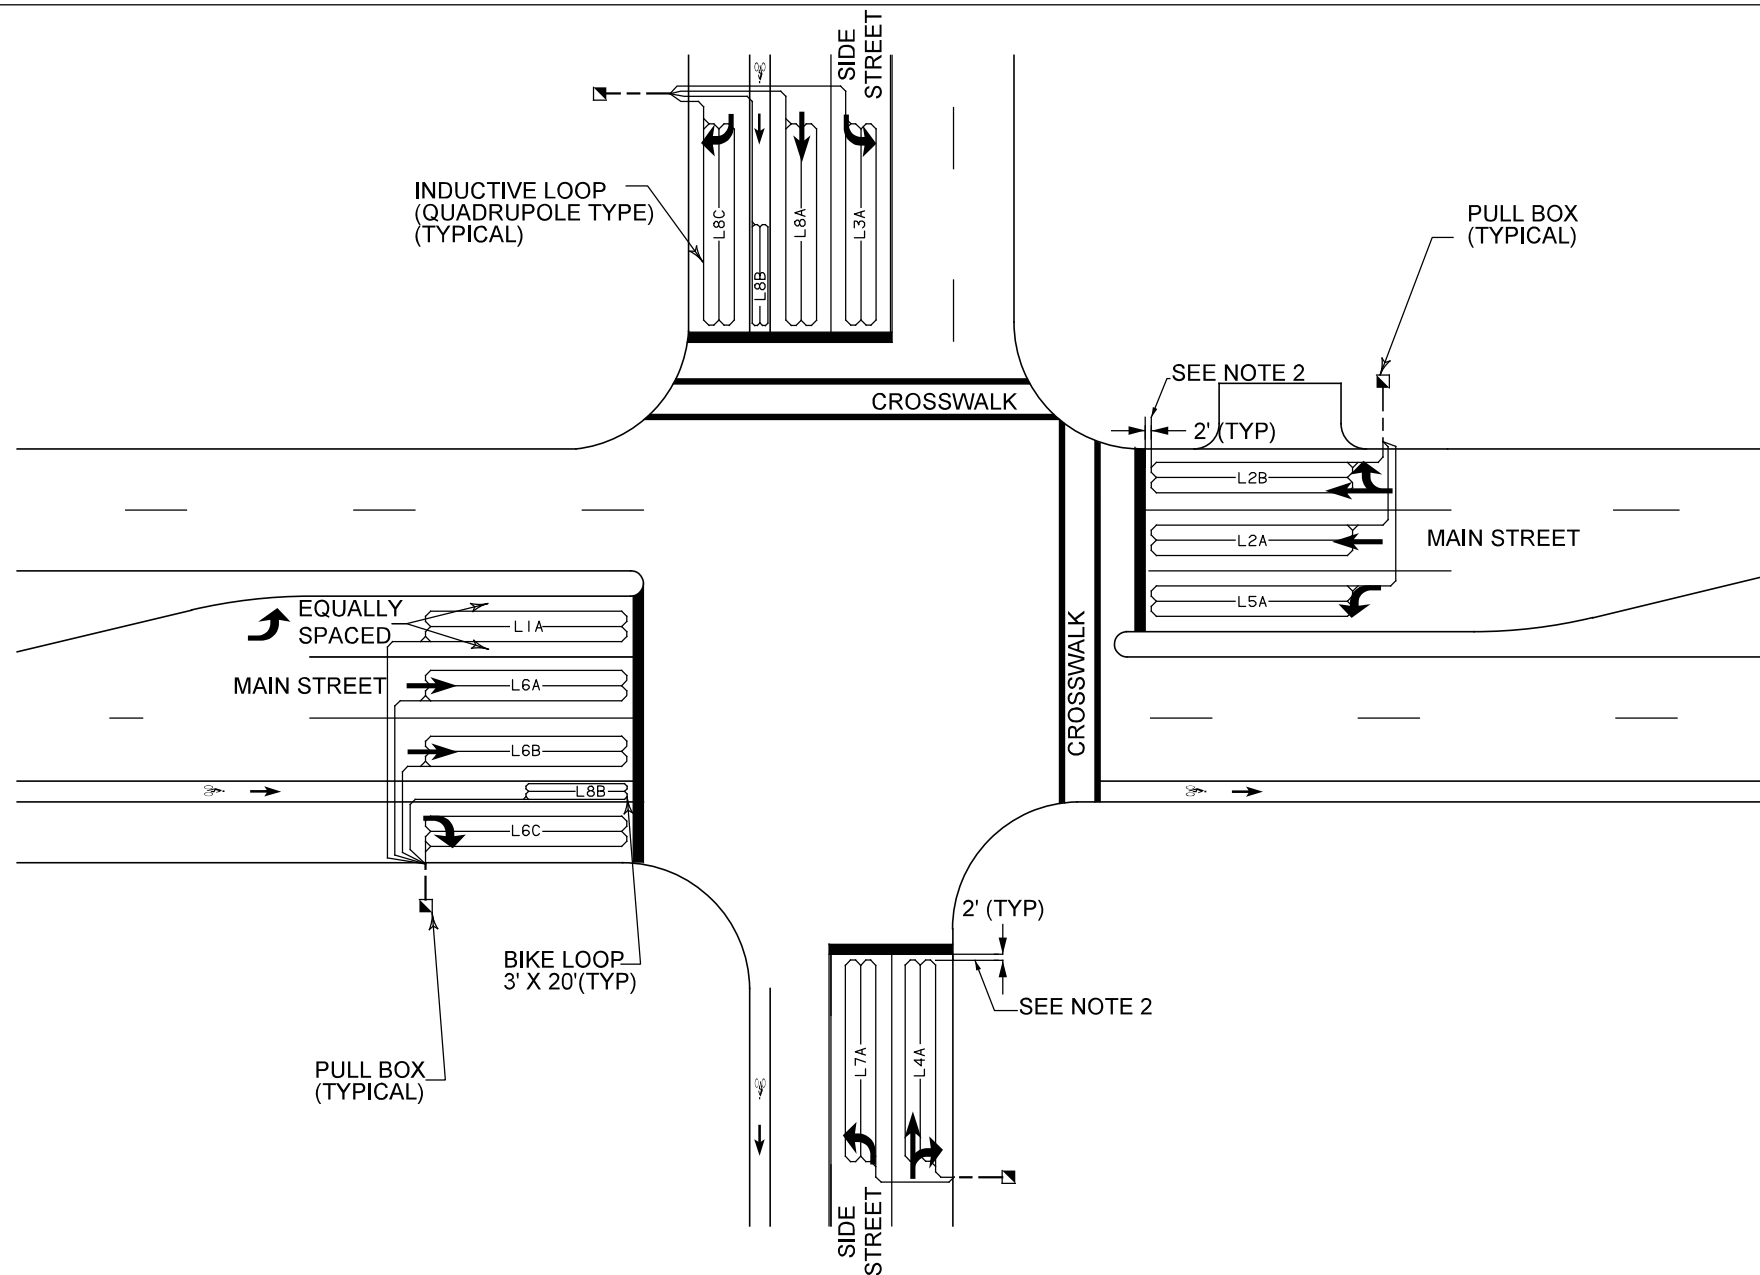 SIDE
STREET
INDUCTIVE LOOP
(QUADRUPOLE TYPE)
(TYPICAL)
L8C
L8B
L8A
L3A
PULL BOX
(TYPICAL)
SEE NOTE 2
CROSSWALK
2' (TYP)
L2B
L2A
MAIN STREET
L5A
EQUALLY
SPACED
L1A
MAIN STREET
L6A
L6B
L8B
L6C
CROSSWALK
2' (TYP)
BIKE LOOP
3' X 20'(TYP)
SEE NOTE 2
L7A
L4A
PULL BOX
(TYPICAL)
SIDE
STREET